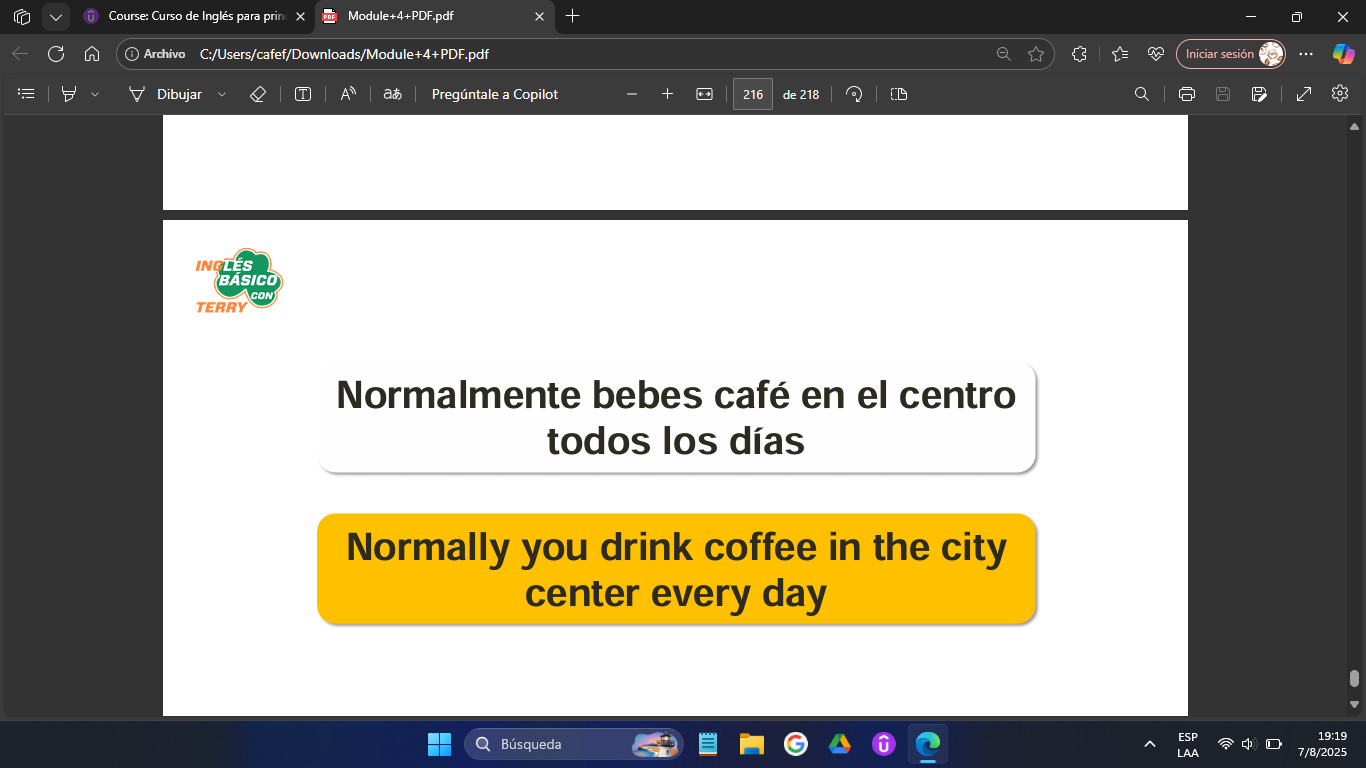 Course: Curso de Inglés para prin
Module+4+PDF.pdf
Archivo
C:/Users/cafef/Downloads/Module+4+PDF.pdf
Iniciar sesión
Dibujar
Pregúntale a Copilot
216 de 218
INGLÉS
BÁSICO
CON
TERRY
Normalmente bebes café en el centro
todos los días
Normally you drink coffee in the city
center every day
Búsqueda
ESP
LAA
19:19
7/8/2025